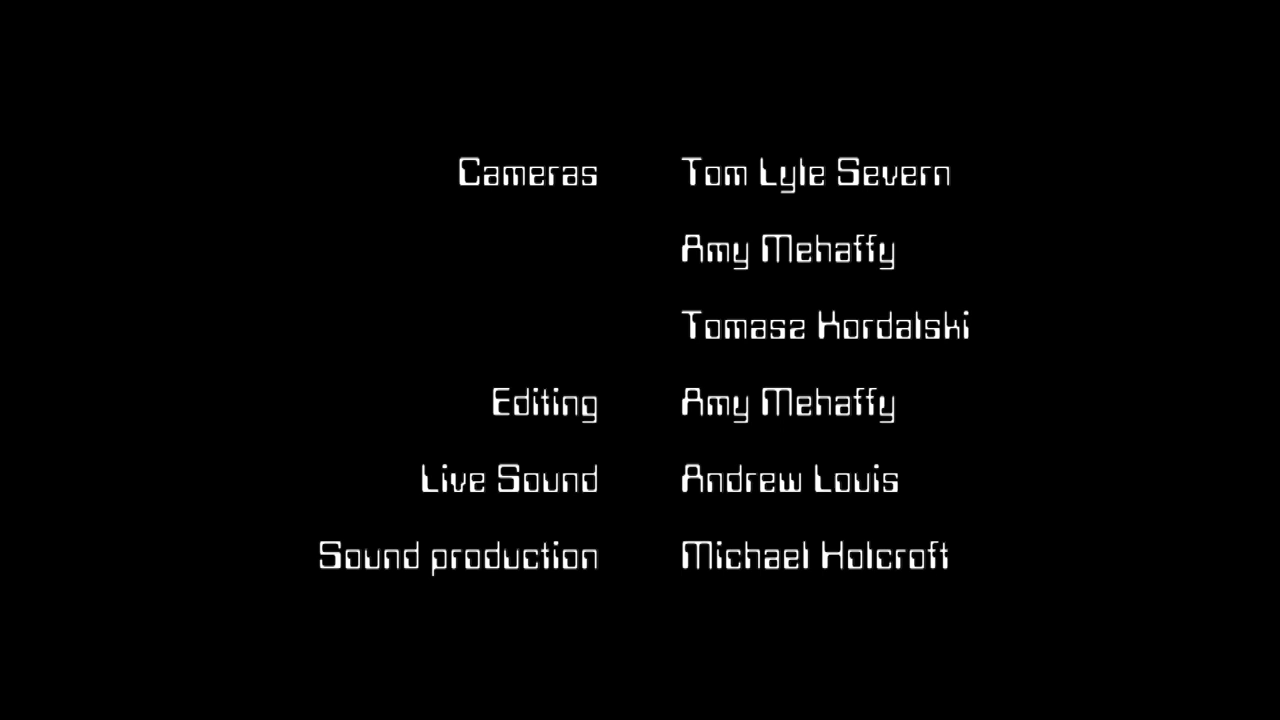 Cameras Tom Lyle Severn
Amy Mehaffy
Tomasz Kordalski
Editing Amy Mehaffy
Live Sound Andrew Louis
Sound production Michael Holcroft